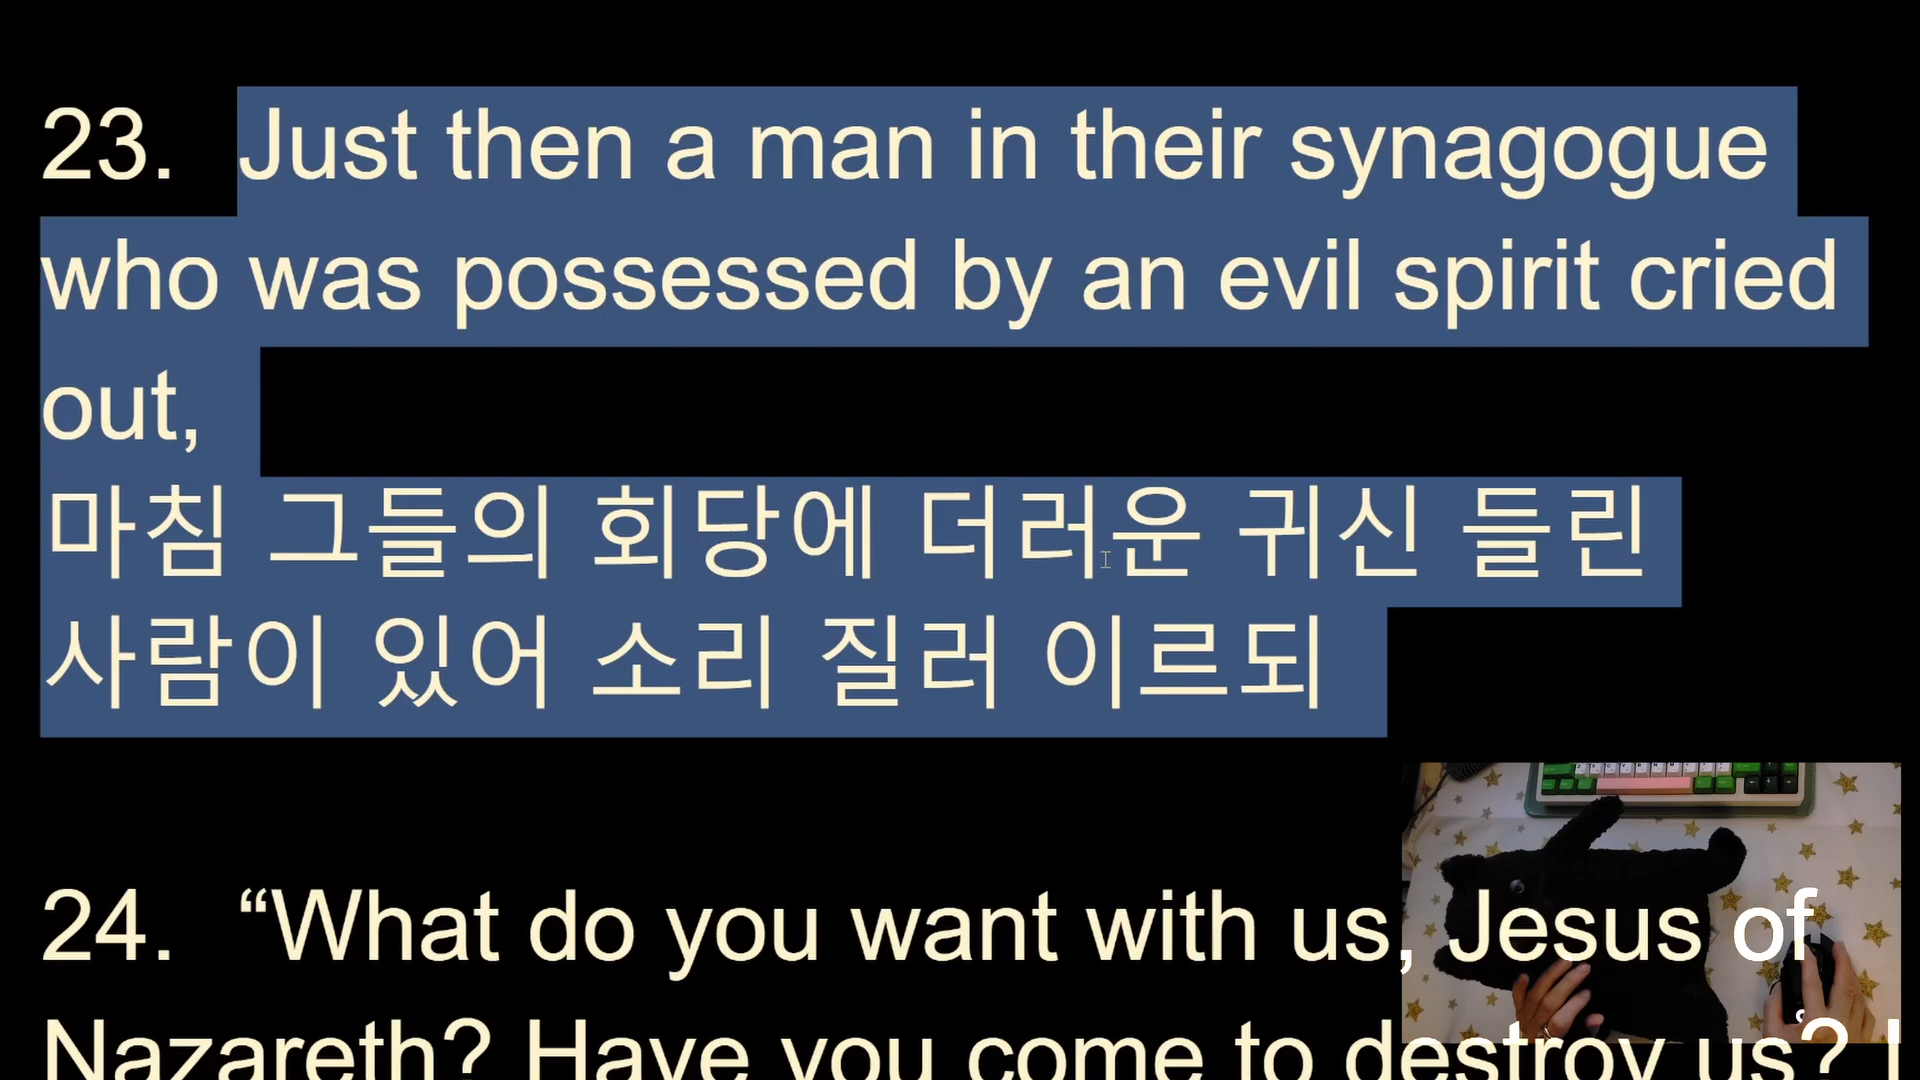 23. Just then a man in their synagogue
who was possessed by an evil spirit cried
out,
마침 그들의 회당에 더러운 귀신 들린
사람이 있어 소리 질러 이르되
24. “What do you want with us, Jesus of
Nazareth? Have you come to destroy us? I